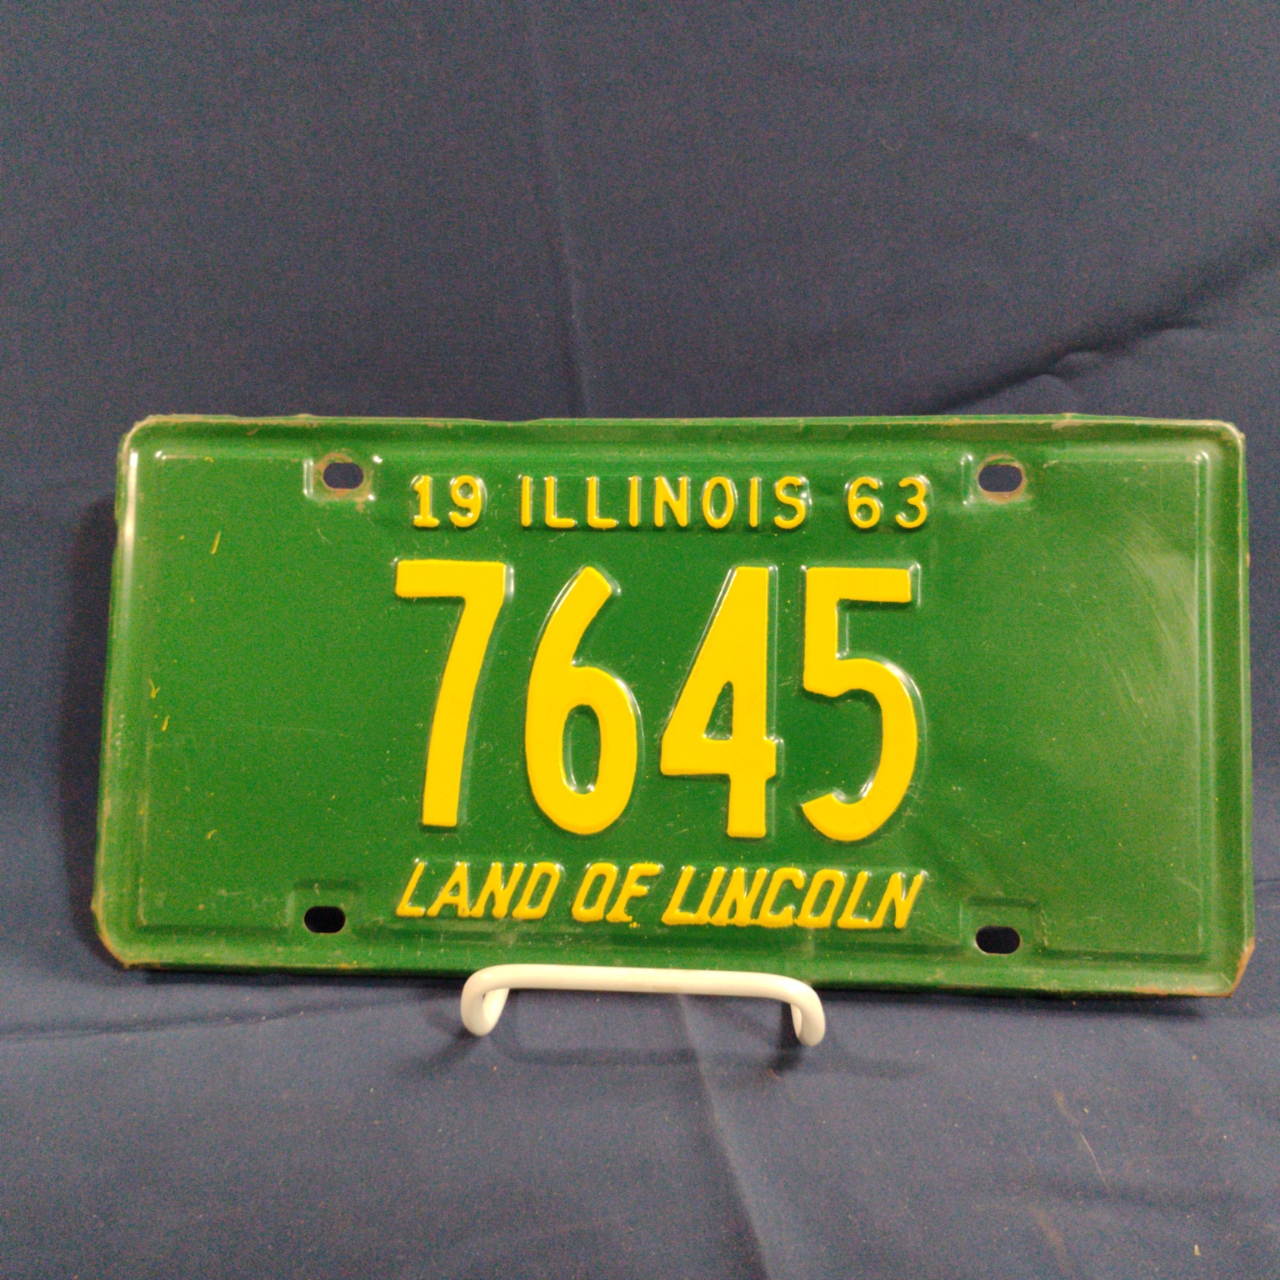 19 ILLINOIS 63
7645
LAND OF LINCOLN